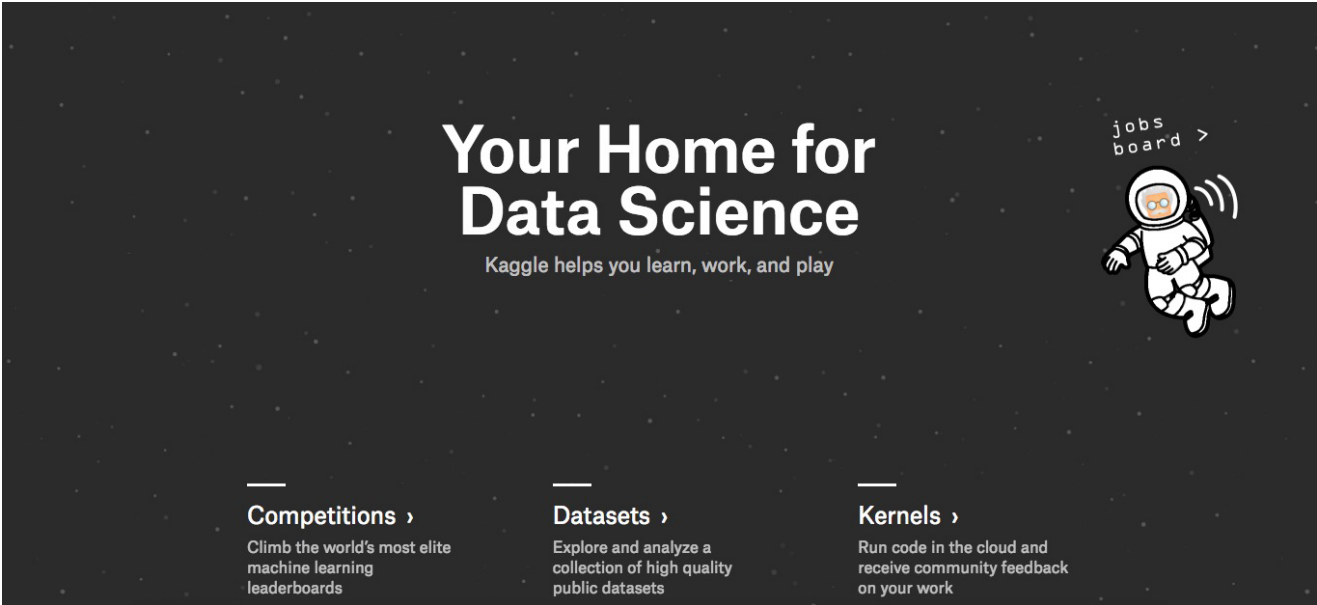 Your Home for
Data Science
Kaggle helps you learn, work, and play
jobs
board >
Competitions ›
Climb the world's most elite
machine learning
leaderboards
Datasets ›
Explore and analyze a
collection of high quality
public datasets
Kernels ›
Run code in the cloud and
receive community feedback
on your work